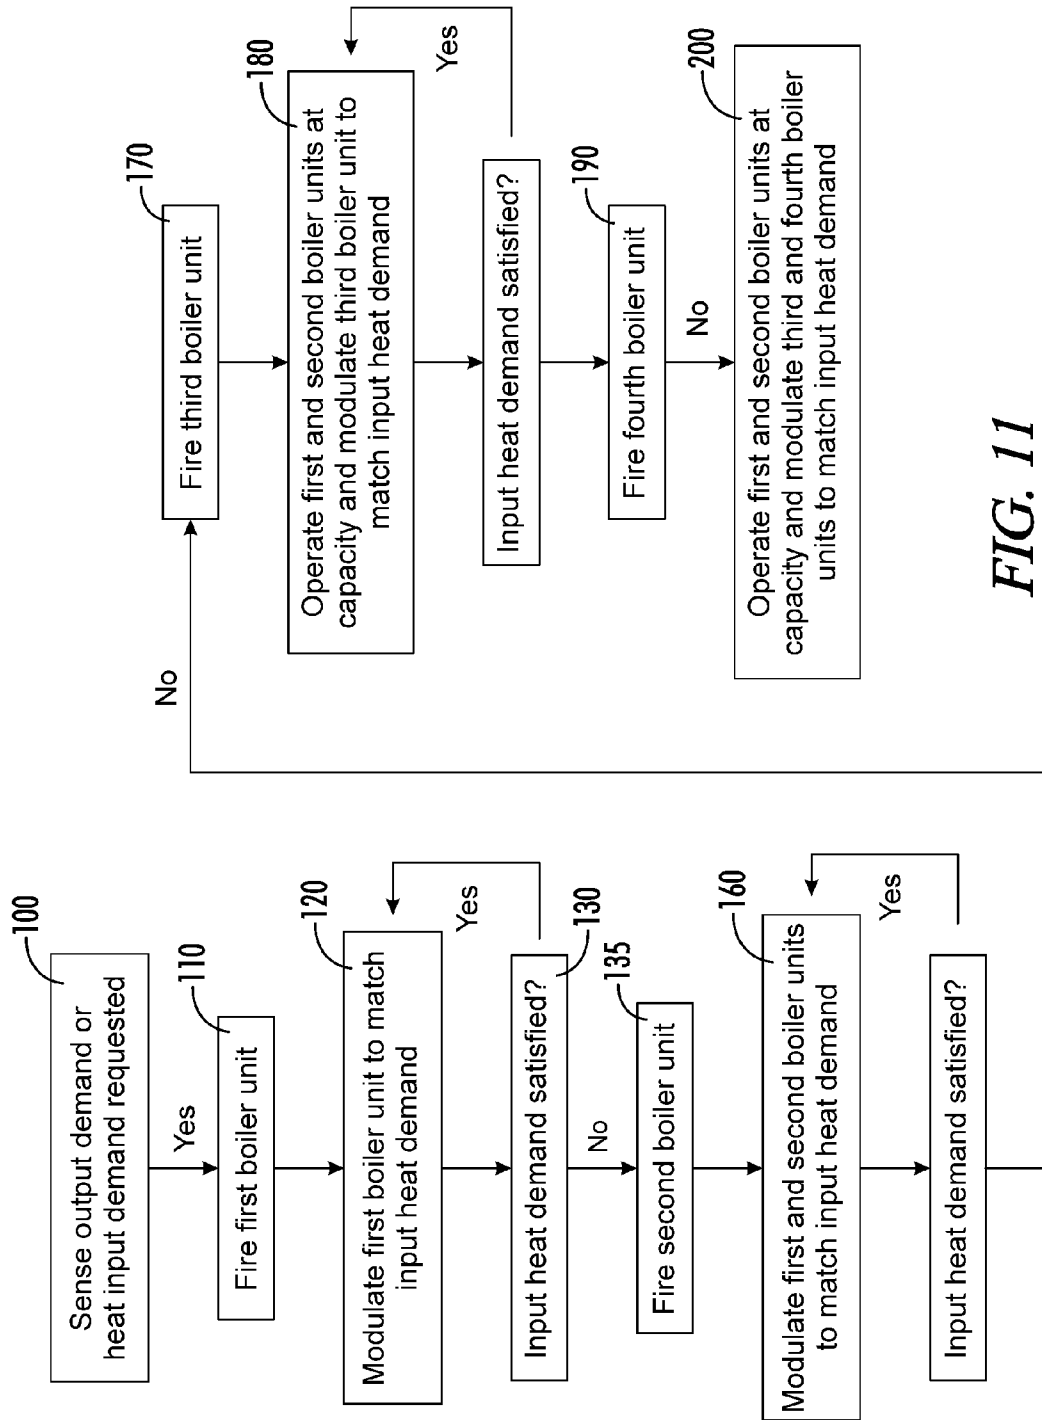 100
Sense output demand or
heat input demand requested
Yes
110
Fire first boiler unit
120
Modulate first boiler unit to match
input heat demand
Yes
130
Input heat demand satisfied?
No
135
Fire second boiler unit
160
Modulate first and second boiler units
to match input heat demand
Yes
Input heat demand satisfied?
No
170
Fire third boiler unit
180
Operate first and second boiler units at
capacity and modulate third boiler unit to
match input heat demand
Yes
Input heat demand satisfied?
190
Fire fourth boiler unit
No
200
Operate first and second boiler units at
capacity and modulate third and fourth boiler
units to match input heat demand
FIG. 11